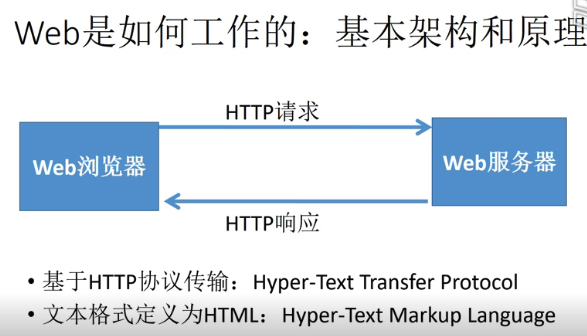 Web是如何工作的：基本架构和原理
HTTP请求
Web浏览器
Web服务器
HTTP响应
• 基于HTTP协议传输：Hyper-Text Transfer Protocol
• 文本格式定义为HTML：Hyper-Text Markup Language